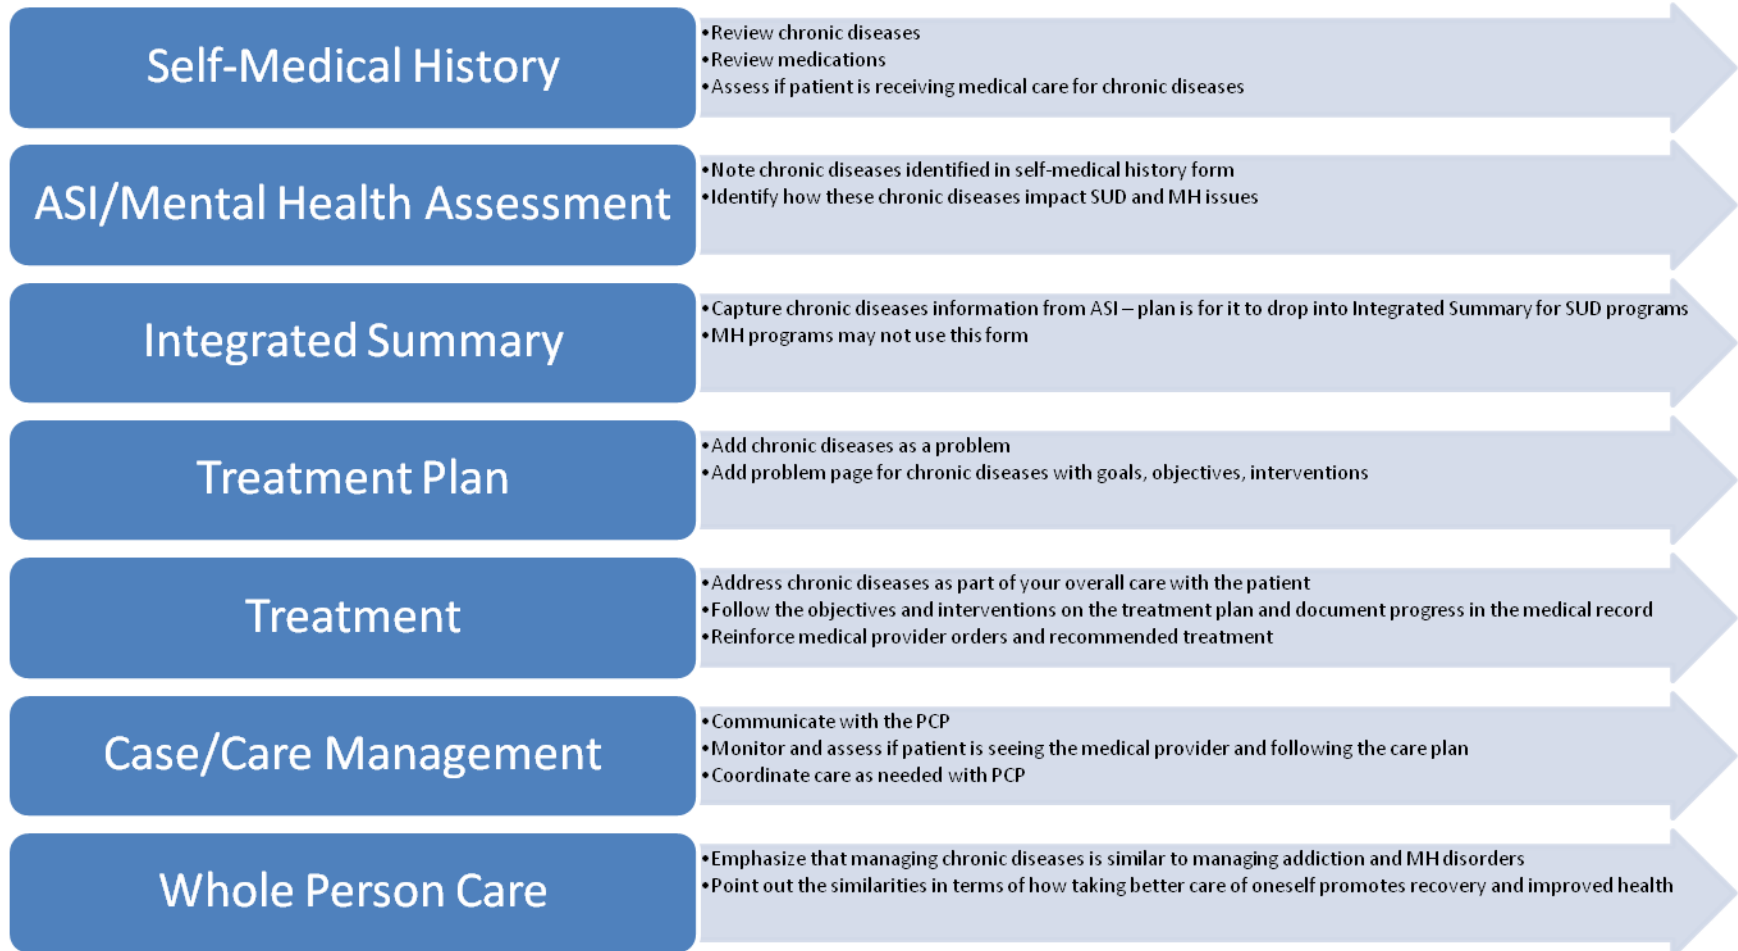 Self-Medical History
•Review chronic diseases
•Review medications
•Assess if patient is receiving medical care for chronic diseases
ASI/Mental Health Assessment
•Note chronic diseases identified in self-medical history form
•Identify how these chronic diseases impact SUD and MH issues
Integrated Summary
•Capture chronic diseases information from ASI – plan is for it to drop into Integrated Summary for SUD programs
•MH programs may not use this form
Treatment Plan
•Add chronic diseases as a problem
•Add problem page for chronic diseases with goals, objectives, interventions
Treatment
•Address chronic diseases as part of your overall care with the patient
•Follow the objectives and interventions on the treatment plan and document progress in the medical record
•Reinforce medical provider orders and recommended treatment
Case/Care Management
•Communicate with the PCP
•Monitor and assess if patient is seeing the medical provider and following the care plan
•Coordinate care as needed with PCP
Whole Person Care
•Emphasize that managing chronic diseases is similar to managing addiction and MH disorders
•Point out the similarities in terms of how taking better care of oneself promotes recovery and improved health